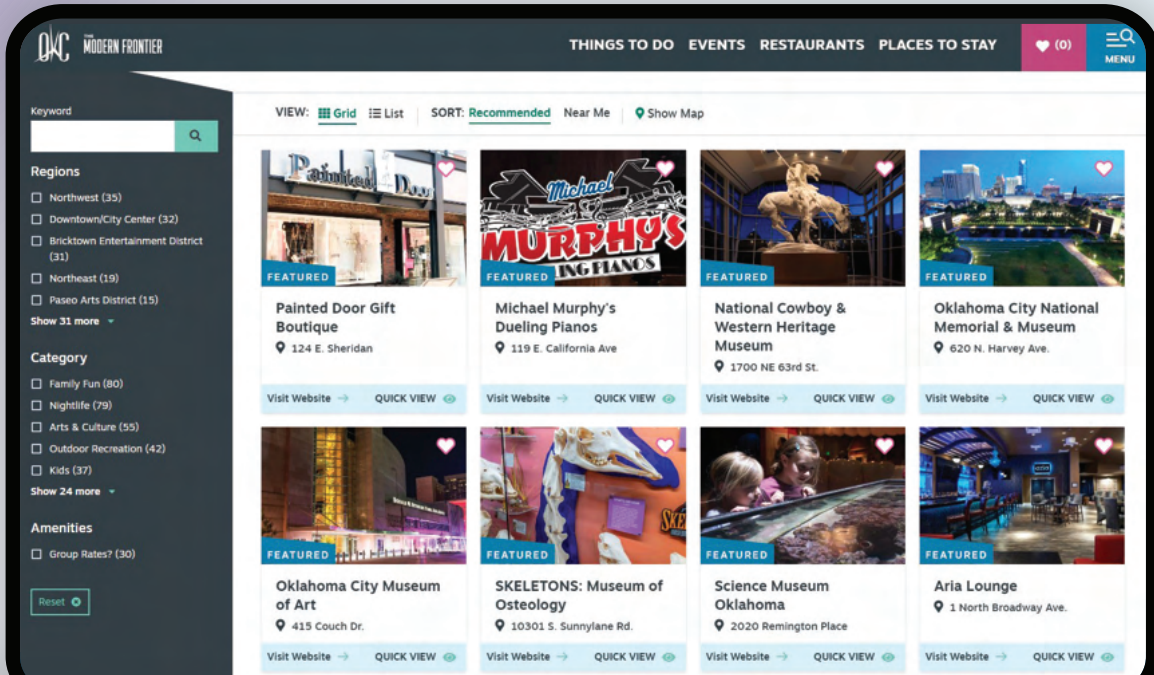 OKC THE MODERN FRONTIER
THINGS TO DO EVENTS RESTAURANTS PLACES TO STAY
(0)
MENU
Keyword
Regions
Northwest (35)
Downtown/City Center (32)
Bricktown Entertainment District
(31)
Northeast (19)
Paseo Arts District (15)
Show 31 more
Category
Family Fun (80)
Nightlife (79)
Arts & Culture (55)
Outdoor Recreation (42)
Kids (37)
Show 24 more
Amenities
Group Rates? (30)
Reset
VIEW: Grid List SORT: Recommended Near Me Show Map
Painted Door
FEATURED
Painted Door Gift
Boutique
124 E. Sheridan
Visit Website QUICK VIEW
Michael
MURPHY'S
ING PIANOS
FEATURED
Michael Murphy's
Dueling Pianos
119 E. California Ave
Visit Website QUICK VIEW
FEATURED
National Cowboy &
Western Heritage
Museum
1700 NE 63rd St.
Visit Website QUICK VIEW
FEATURED
Oklahoma City National
Memorial & Museum
620 N. Harvey Ave.
Visit Website QUICK VIEW
FEATURED
Oklahoma City Museum
of Art
415 Couch Dr.
Visit Website QUICK VIEW
SKE
FEATURED
SKELETONS: Museum of
Osteology
10301 S. Sunnylane Rd.
Visit Website QUICK VIEW
FEATURED
Science Museum
Oklahoma
2020 Remington Place
Visit Website QUICK VIEW
FEATURED
Aria Lounge
1 North Broadway Ave.
Visit Website QUICK VIEW